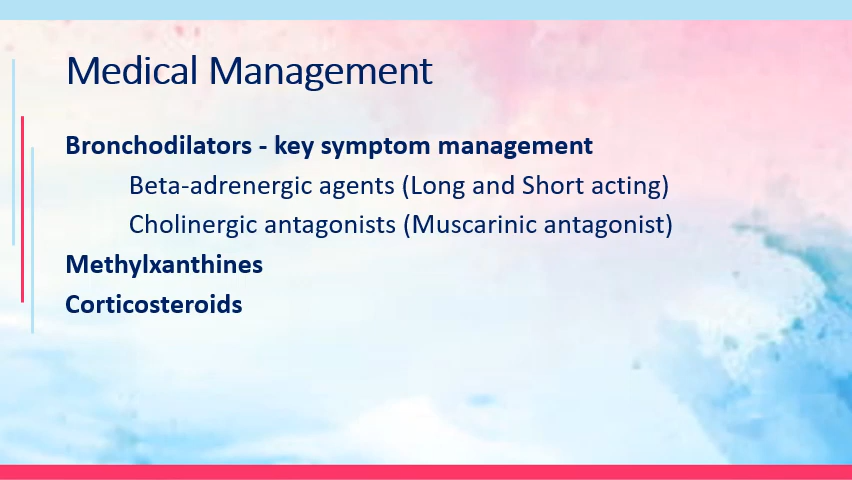 Medical Management
Bronchodilators - key symptom management
Beta-adrenergic agents (Long and Short acting)
Cholinergic antagonists (Muscarinic antagonist)
Methylxanthines
Corticosteroids